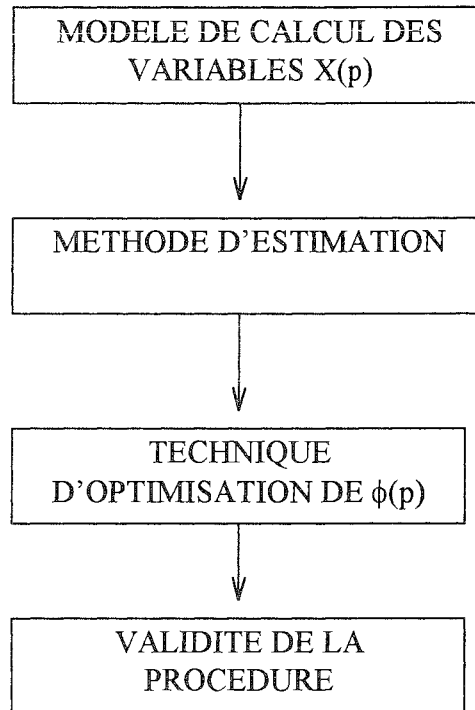 MODELE DE CALCUL DES
VARIABLES X(p)
METHODE D'ESTIMATION
TECHNIQUE
D'OPTIMISATION DE ϕ(p)
VALIDITE DE LA
PROCEDURE